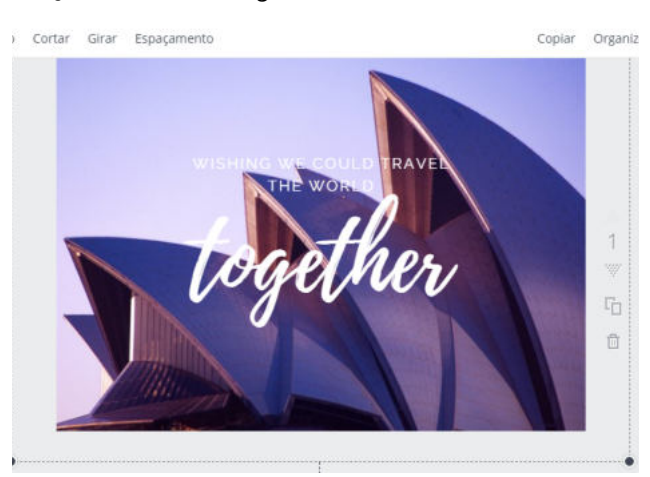 Cortar Girar Espaçamento Copiar Organiz
WISHING WE COULD TRAVEL
THE WORLD
together
1